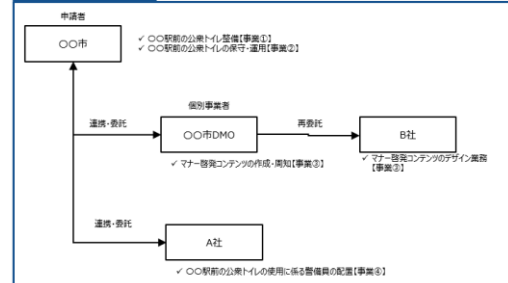 申請者
〇〇市
✓ 〇〇駅前の公衆トイレ整備【事業①】
✓ 〇〇駅前の公衆トイレの保守・運用【事業②】
個別事業者
連携・委託
〇〇市DMO
再委託
B社
✓ マナー啓発コンテンツの作成・周知【事業③】
✓ マナー啓発コンテンツのデザイン業務
【事業③】
連携・委託
A社
✓ 〇〇駅前の公衆トイレの使用に係る警備員の配置【事業④】